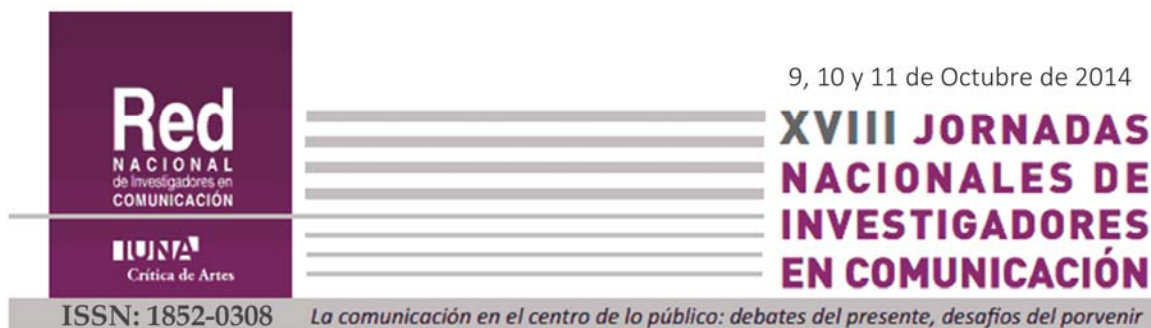 Red
NACIONAL
de Investigadores en
COMUNICACIÓN
IUNA
Crítica de Artes
9, 10 y 11 de Octubre de 2014
XVIII JORNADAS
NACIONALES DE
INVESTIGADORES
EN COMUNICACIÓN
ISSN: 1852-0308
La comunicación en el centro de lo público: debates del presente, desafíos del porvenir